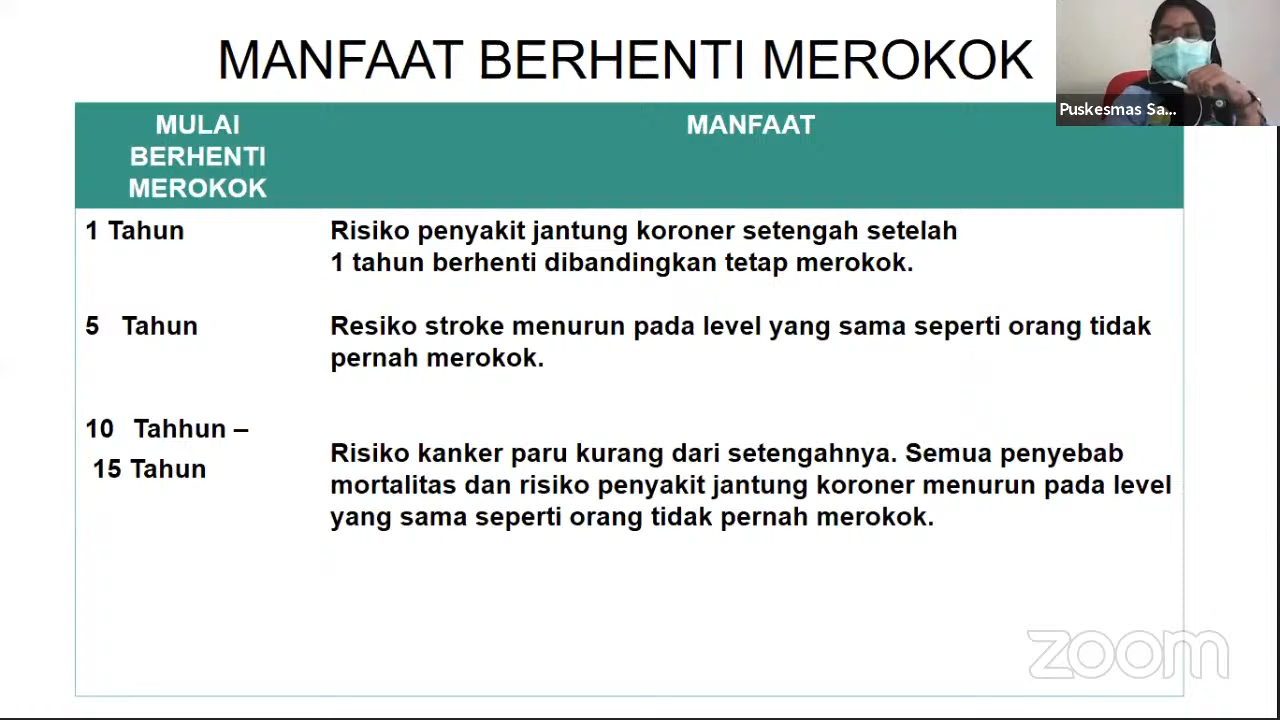 MANFAAT BERHENTI MEROKOK
Puskesmas Sa...
MULAI
BERHENTI
MEROKOK
MANFAAT
1 Tahun
Risiko penyakit jantung koroner setengah setelah
1 tahun berhenti dibandingkan tetap merokok.
5 Tahun
Resiko stroke menurun pada level yang sama seperti orang tidak
pernah merokok.
10 Tahhun –
15 Tahun
Risiko kanker paru kurang dari setengahnya. Semua penyebab
mortalitas dan risiko penyakit jantung koroner menurun pada level
yang sama seperti orang tidak pernah merokok.
zoom